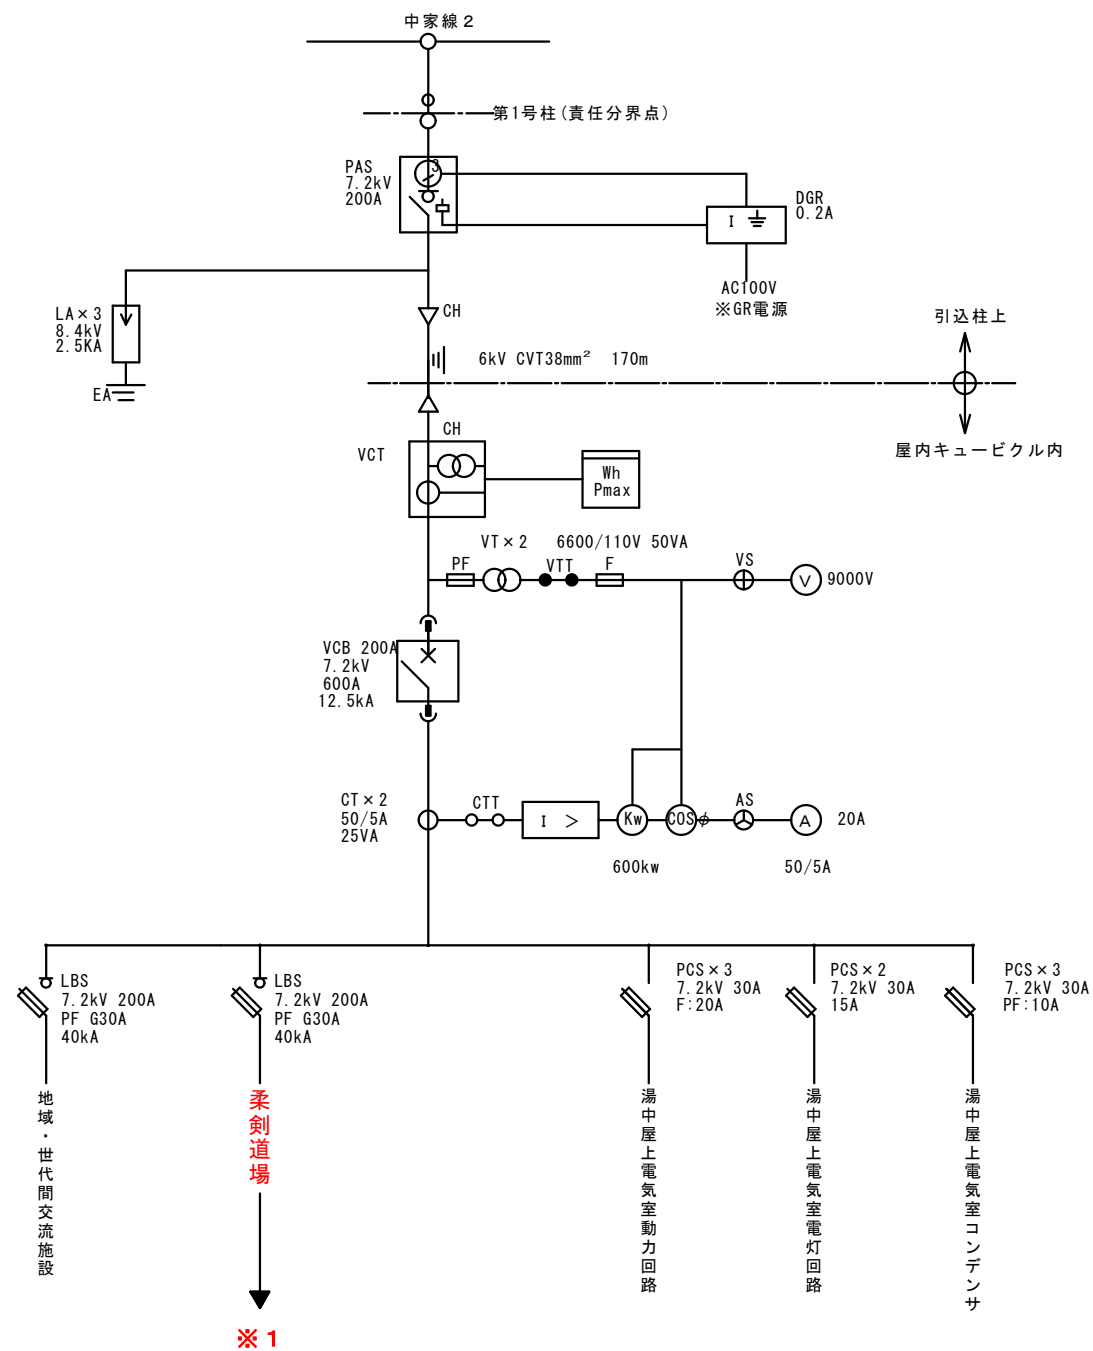 中家線2
第1号柱(責任分界点)
PAS
7.2kV
200A
3
DGR
0.2A
I
AC100V
※GR電源
LA×3
8.4kV
2.5KA
EA
CH
6kV CVT38mm² 170m
引込柱上
屋内キュービクル内
CH
VCT
Wh
Pmax
VT×2 6600/110V 50VA
PF
VTT
F
VS
V
9000V
VCB 200A
7.2kV
600A
12.5kA
CT×2
50/5A
25VA
CTT
I >
Kw
COSφ
AS
A
20A
600kw
50/5A
LBS
7.2kV 200A
PF G30A
40kA
LBS
7.2kV 200A
PF G30A
40kA
PCS×3
7.2kV 30A
F:20A
PCS×2
7.2kV 30A
15A
PCS×3
7.2kV 30A
PF:10A
地域・世代間交流施設
柔剣道場
湯中屋上電気室動力回路
湯中屋上電気室電灯回路
湯中屋上電気室コンデンサ
※1